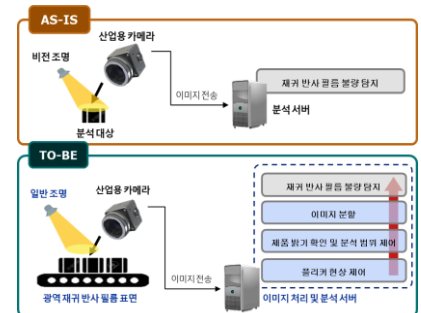 AS-IS
산업용 카메라
비전 조명
이미지 전송
재귀 반사 필름 불량 탐지
분석 서버
분석 대상
TO-BE
일반 조명
산업용 카메라
재귀 반사 필름 불량 탐지
이미지 분할
제품 밝기 확인 및 분석 범위 제어
플리커 현상 제어
이미지 전송
광역 재귀 반사 필름 표면
이미지 처리 및 분석 서버